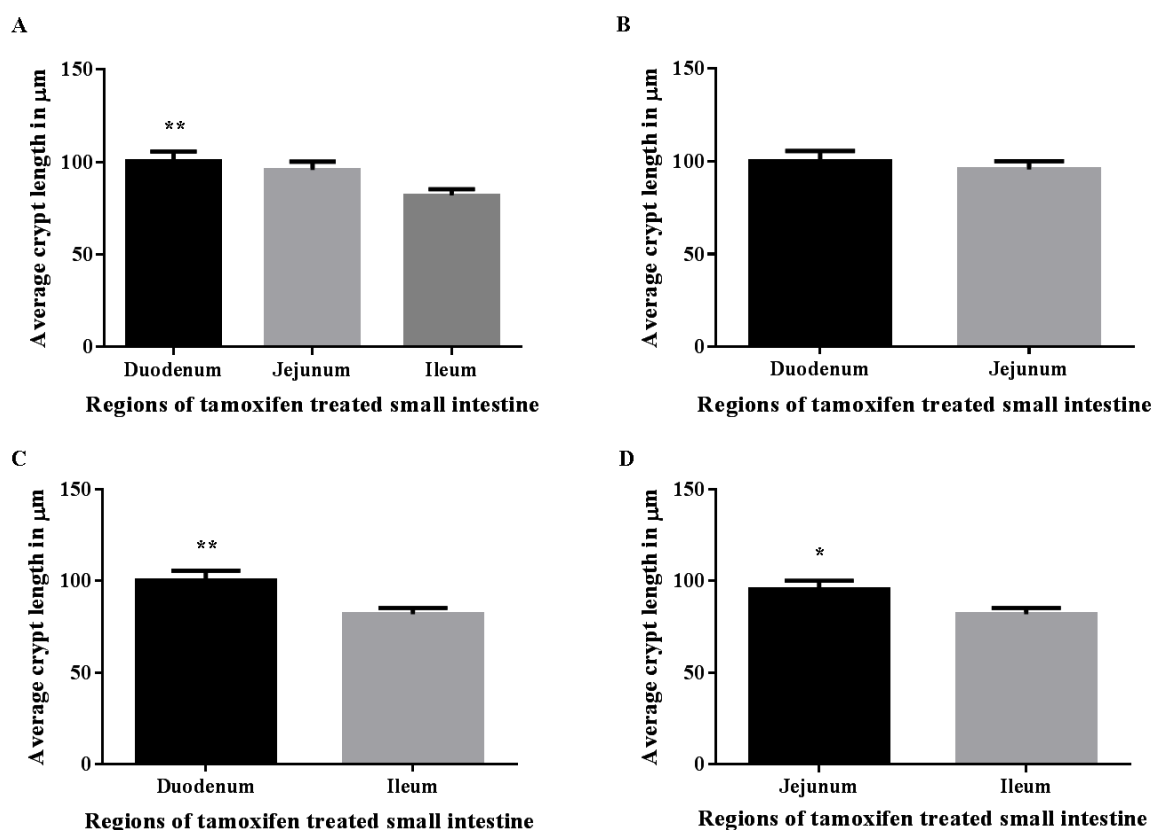 A
Average crypt length in μm
150
100
50
0
**
Duodenum Jejunum Ileum
Regions of tamoxifen treated small intestine
B
Average crypt length in μm
150
100
50
0
Duodenum Jejunum
Regions of tamoxifen treated small intestine
C
Average crypt length in μm
150
100
50
0
**
Duodenum Ileum
Regions of tamoxifen treated small intestine
D
Average crypt length in μm
150
100
50
0
*
Jejunum Ileum
Regions of tamoxifen treated small intestine